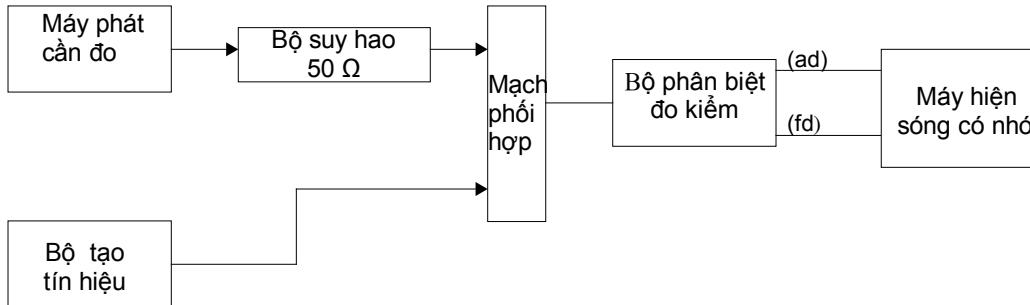 Máy phát
cần đo
Bộ suy hao
50 Ω
Mạch
phối
hợp
Bộ phân biệt
đo kiểm
(ad)
(fd)
Máy hiện
sóng có nhớ
Bộ tạo
tín hiệu